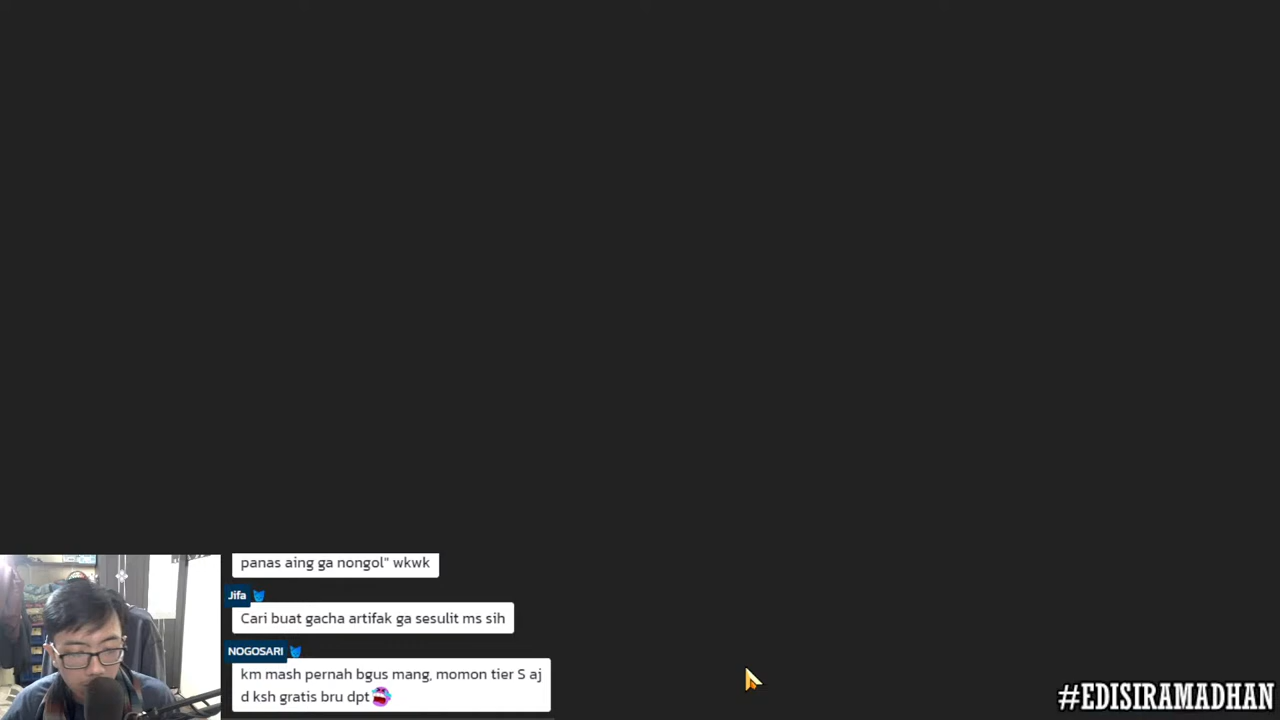 panas aing ga nongol" wkwk
Jifa
Cari buat gacha artifak ga sesulit ms sih
NOGOSARI
km mash pernah bgus mang, momon tier S aj
d ksh gratis bru dpt
#EDISIRAMADHAN